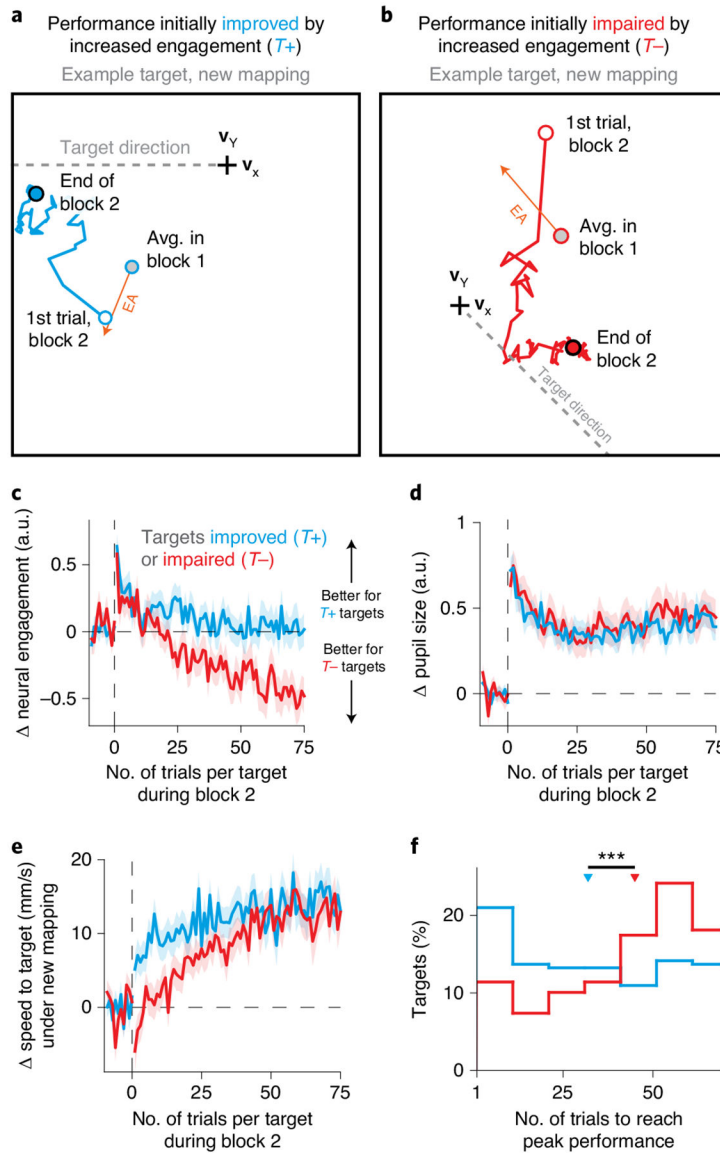 a
Performance initially improved by
increased engagement (T+)
Example target, new mapping
Target direction
vY
vx
End of
block 2
Avg. in
block 1
EA
1st trial,
block 2
b
Performance initially impaired by
increased engagement (T−)
Example target, new mapping
1st trial,
block 2
EA
Avg. in
block 1
vY
vx
End of
block 2
Target direction
c
Δ neural engagement (a.u.)
Targets improved (T+)
or impaired (T−)
Better for
T+ targets
Better for
T− targets
0.5
0
−0.5
0 25 50 75
No. of trials per target
during block 2
d
Δ pupil size (a.u.)
1
0.5
0
0 25 50 75
No. of trials per target
during block 2
e
Δ speed to target (mm/s)
under new mapping
20
10
0
0 25 50 75
No. of trials per target
during block 2
f
***
Targets (%)
20
10
0
1 25 50
No. of trials to reach
peak performance